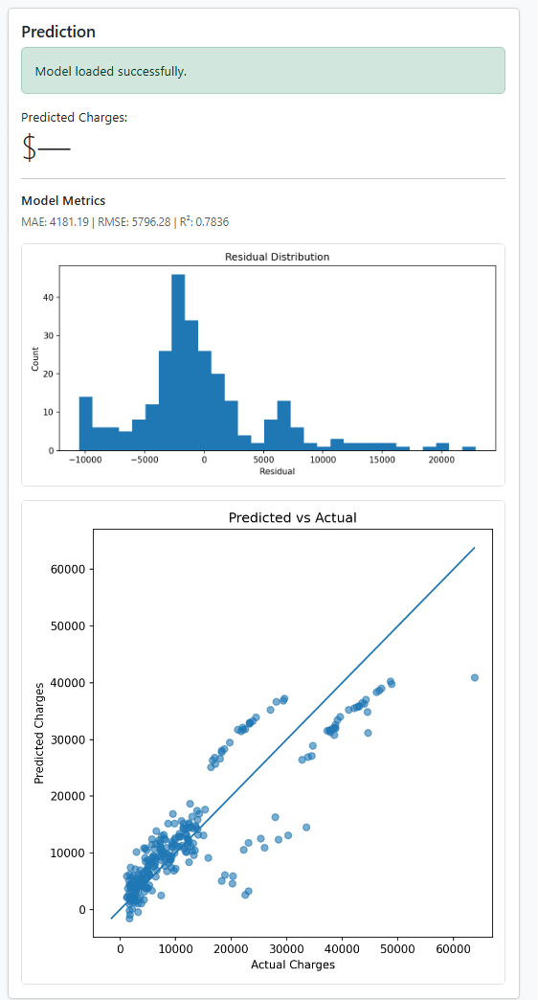 Prediction
Model loaded successfully.
Predicted Charges:
$—
Model Metrics
MAE: 4181.19 | RMSE: 5796.28 | R²: 0.7836
Residual Distribution
40
30
20
10
0
Count
−10000 −5000 0 5000 10000 15000 20000
Residual
Predicted vs Actual
60000
50000
40000
30000
20000
10000
0
Predicted Charges
0 10000 20000 30000 40000 50000 60000
Actual Charges